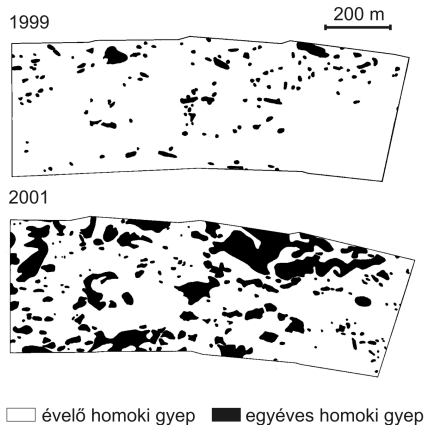 1999
200 m
2001
évelő homoki gyep
egyéves homoki gyep